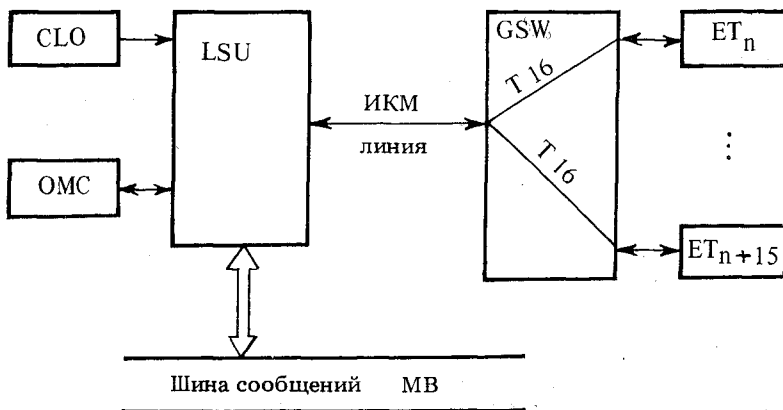 CLO
LSU
GSW
ET n
T 16
ИКМ
линия
OMC
T 16
ET n+15
Шина сообщений MB